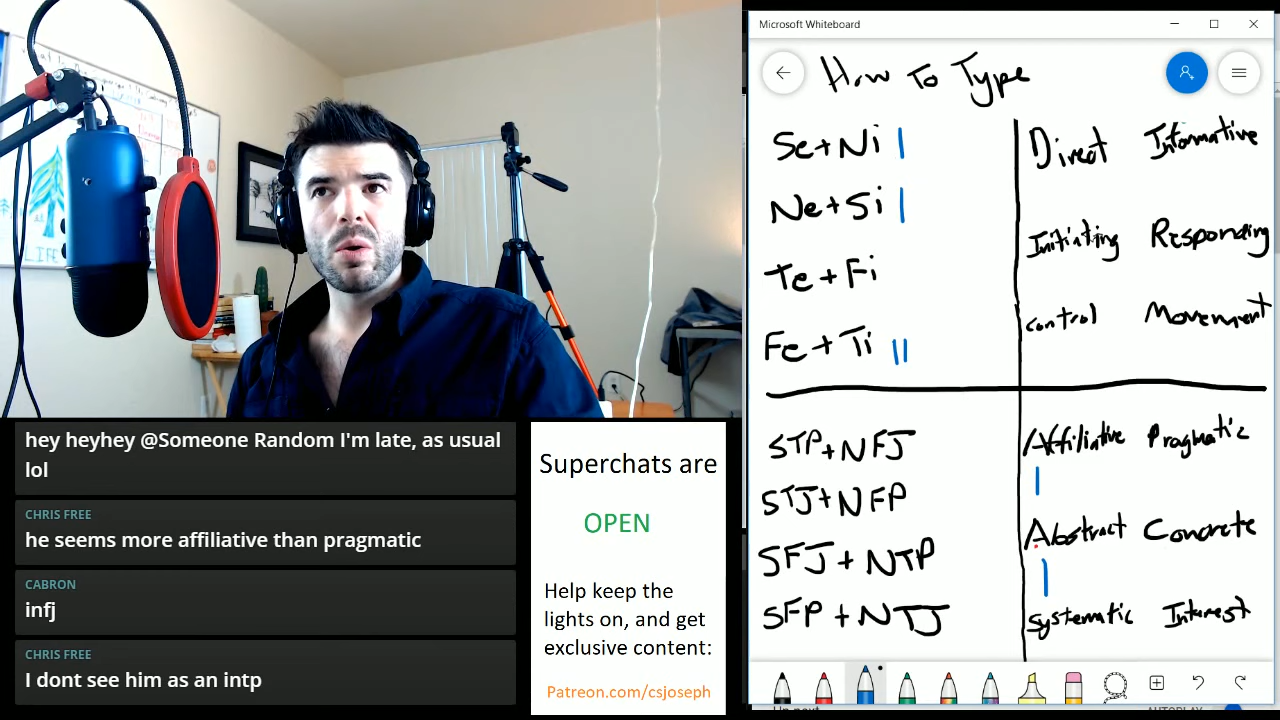 Microsoft Whiteboard
How To Type
Se+Ni || Direct Informative
Ne+Si |
Initiating Responding
Te + Fi
control Movement
Fe + Ti ||
STP+NFJ Affiliative Pragmatic
|
STJ+NFP
Abstract Concrete
SFJ + NTP |
SFP + NTJ Systematic Interest
LIFE
hey heyhey @Someone Random I'm late, as usual
lol
CHRIS FREE
he seems more affiliative than pragmatic
CABRON
infj
CHRIS FREE
I dont see him as an intp
Superchats are
OPEN
Help keep the
lights on, and get
exclusive content:
Patreon.com/csjoseph
AUTOPLAY